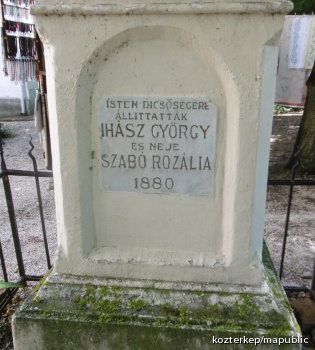 ISTEN DICSŐSÉGÉRE
ÁLLITTATTÁK
IHÁSZ GYÖRGY
ÉS NEJE
SZABÓ ROZÁLIA
1880
kozterkep/mapublic